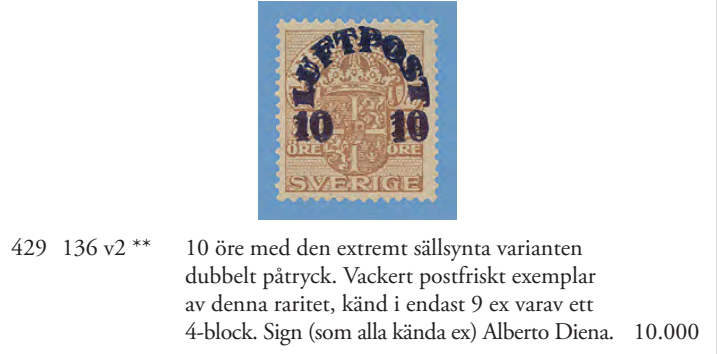 LUFTPOST
10 10
ÖRE ÖRE
SVERIGE
429 136 v2 ** 10 öre med den extremt sällsynta varianten
dubbelt påtryck. Vackert postfriskt exemplar
av denna raritet, känd i endast 9 ex varav ett
4-block. Sign (som alla kända ex) Alberto Diena. 10.000